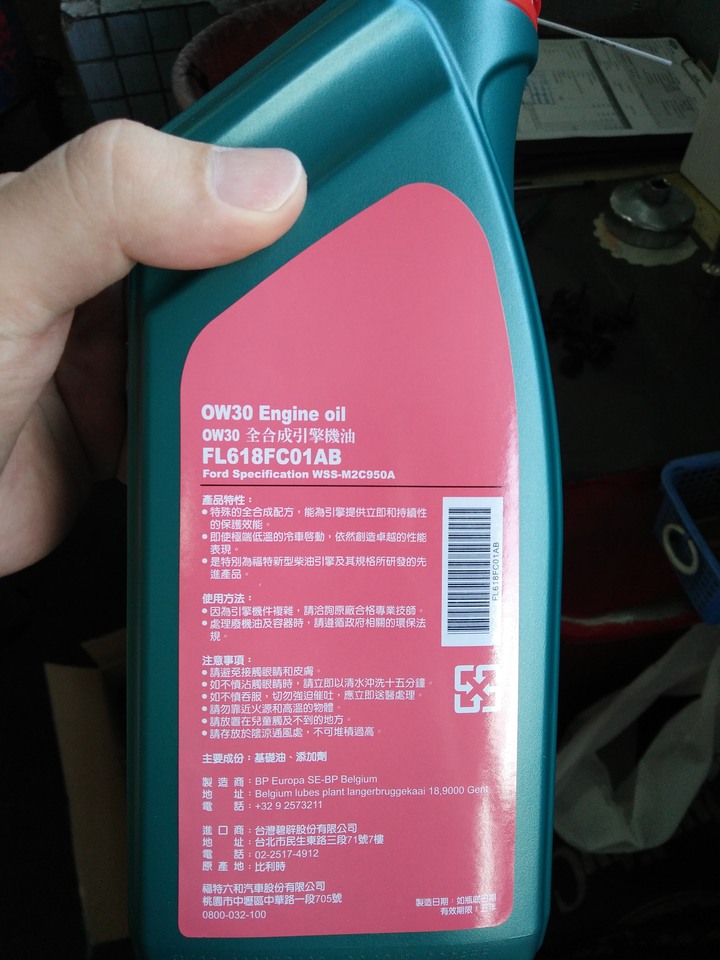 0W30 Engine oil
0W30 全合成引擎機油
FL618FC01AB
Ford Specification WSS-M2C950A
產品特性：
● 特殊的全合成配方，能為引擎提供立即和持續性
的保護效能。
● 即使極端低溫的冷車啓動，依然創造卓越的性能
表現。
● 是特別為福特新型柴油引擎及其規格所研發的先
進產品。
FL618FC01AB
使用方法：
● 因為引擎機件複雜，請洽詢原廠合格專業技師。
● 處理廢機油及容器時，請遵循政府相關的環保法
規。
注意事項：
● 請避免接觸眼睛和皮膚。
● 如不慎沾觸眼睛時，請立即以清水沖洗十五分鐘。
● 如不慎吞服，切勿強迫催吐，應立即送醫處理。
● 請勿靠近火源和高溫的物體。
● 請放置在兒童觸及不到的地方。
● 請存放於陰涼通風處，不可堆積過高。
主要成份：基礎油、添加劑
製造商：BP Europa SE-BP Belgium
地址：Belgium lubes plant langerbruggekaai 18,9000 Gent
電話：+32 9 2573211
進口商：台灣碧辟股份有限公司
地址：台北市民生東路三段71號7樓
電話：02-2517-4912
原產地：比利時
福特六和汽車股份有限公司
桃園市中壢區中華路一段705號
0800-032-100
製造日期：如瓶噴日期
有效期限：五年